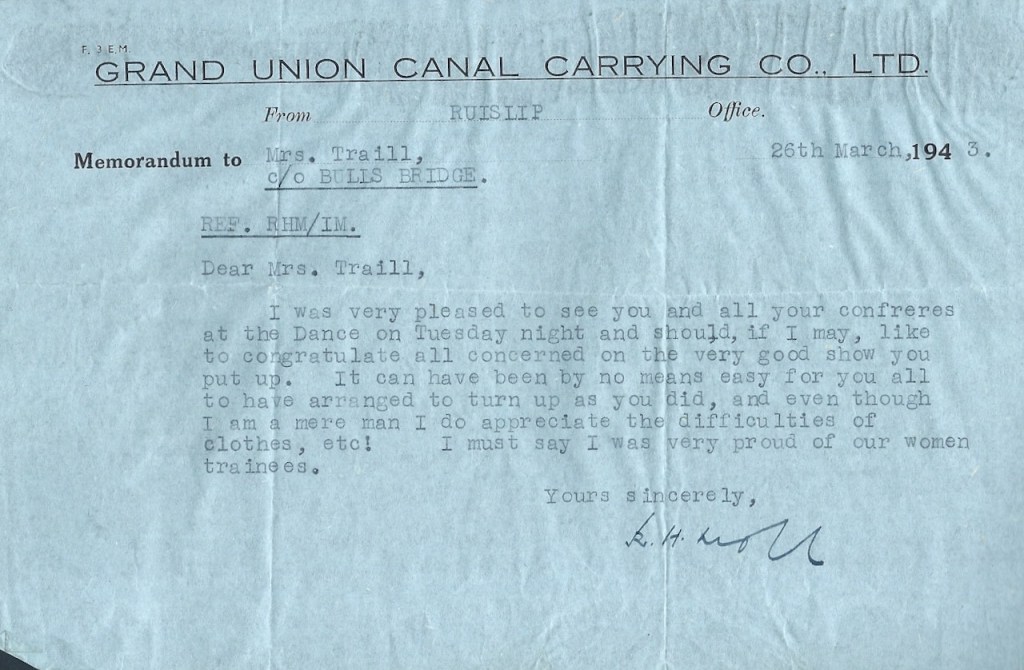 F. 3 E.M.
GRAND UNION CANAL CARRYING CO., LTD.
From RUISLIP Office.
Memorandum to Mrs. Traill, 26th March, 1943.
c/o BULLS BRIDGE.
REF. RHM/IM.
Dear Mrs. Traill,
I was very pleased to see you and all your confreres
at the Dance on Tuesday night and should, if I may, like
to congratulate all concerned on the very good show you
put up. It can have been by no means easy for you all
to have arranged to turn up as you did, and even though
I am a mere man I do appreciate the difficulties of
clothes, etc! I must say I was very proud of our women
trainees.
Yours sincerely,
R. H.